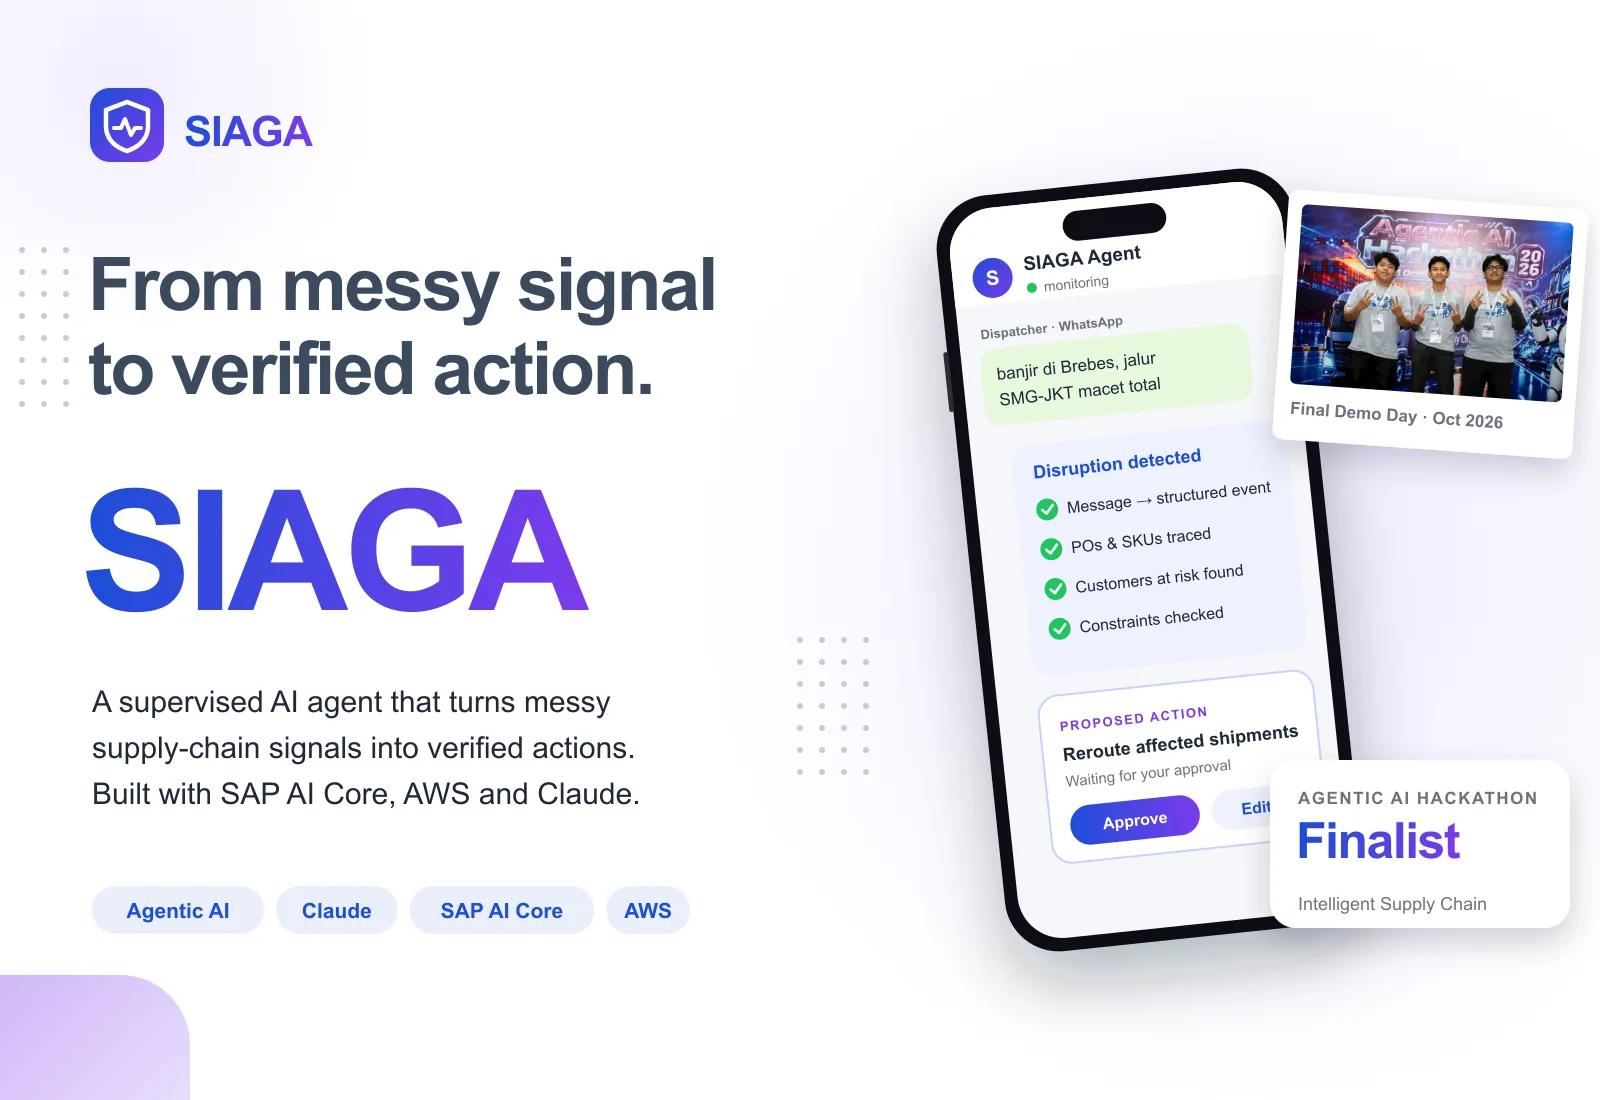 SIAGA
From messy signal
to verified action.
SIAGA
A supervised AI agent that turns messy
supply-chain signals into verified actions.
Built with SAP AI Core, AWS and Claude.
Agentic AI
Claude
SAP AI Core
AWS
S
SIAGA Agent
monitoring
Dispatcher · WhatsApp
banjir di Brebes, jalur
SMG-JKT macet total
Disruption detected
Message → structured event
POs & SKUs traced
Customers at risk found
Constraints checked
PROPOSED ACTION
Reroute affected shipments
Waiting for your approval
Approve
Edit
Agentic AI
Hackathon
20
26
Final Demo Day · Oct 2026
AGENTIC AI HACKATHON
Finalist
Intelligent Supply Chain